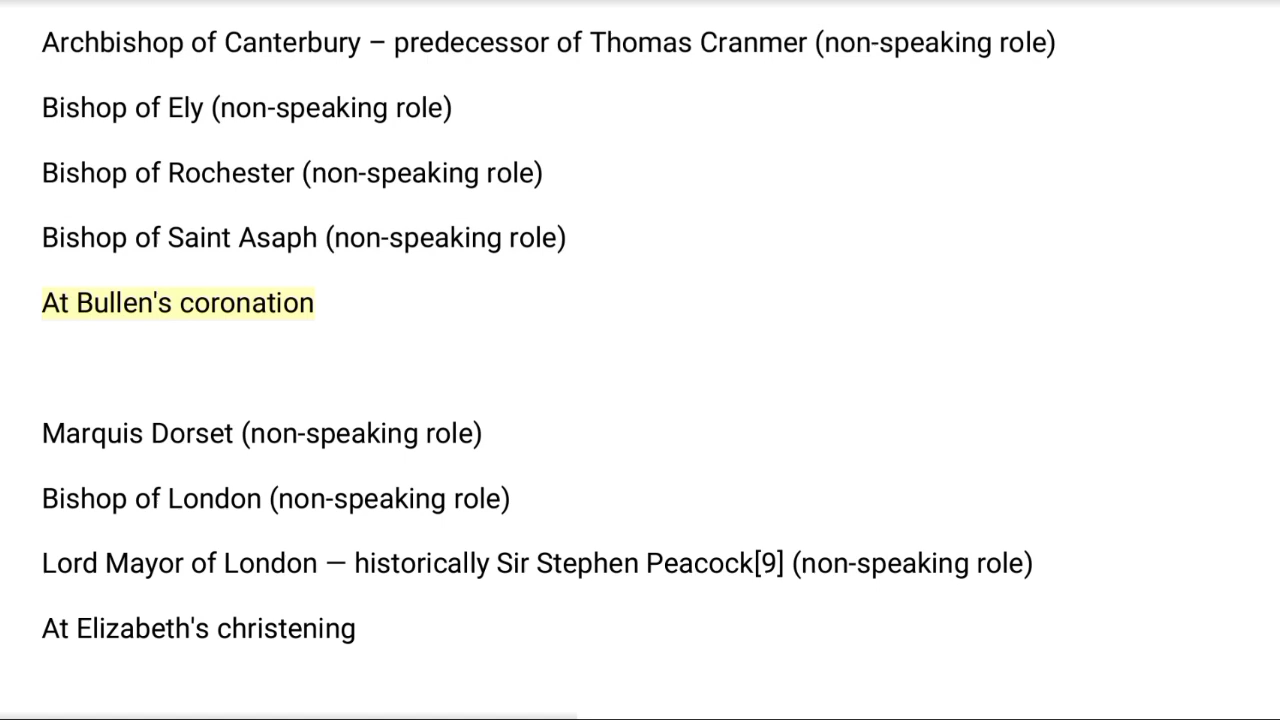 Archbishop of Canterbury – predecessor of Thomas Cranmer (non-speaking role)
Bishop of Ely (non-speaking role)
Bishop of Rochester (non-speaking role)
Bishop of Saint Asaph (non-speaking role)
At Bullen's coronation
Marquis Dorset (non-speaking role)
Bishop of London (non-speaking role)
Lord Mayor of London — historically Sir Stephen Peacock[9] (non-speaking role)
At Elizabeth's christening